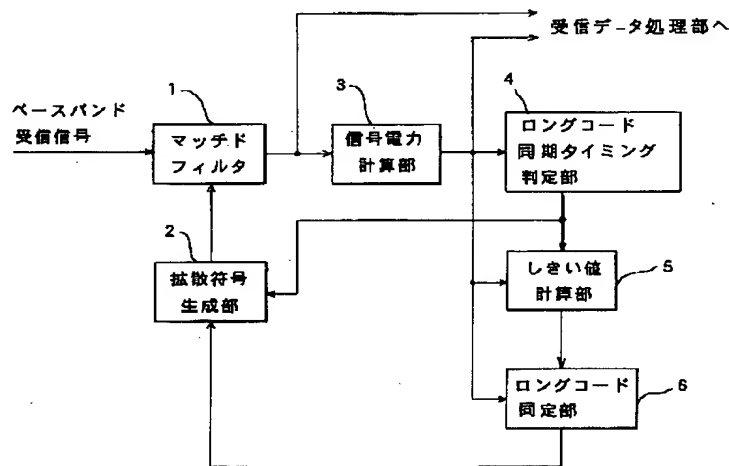 受信データ処理部へ
ベースバンド
受信信号
1
マッチド
フィルタ
3
信号電力
計算部
4
ロングコード
同期タイミング
判定部
2
拡散符号
生成部
しきい値
計算部
5
ロングコード
同定部
6